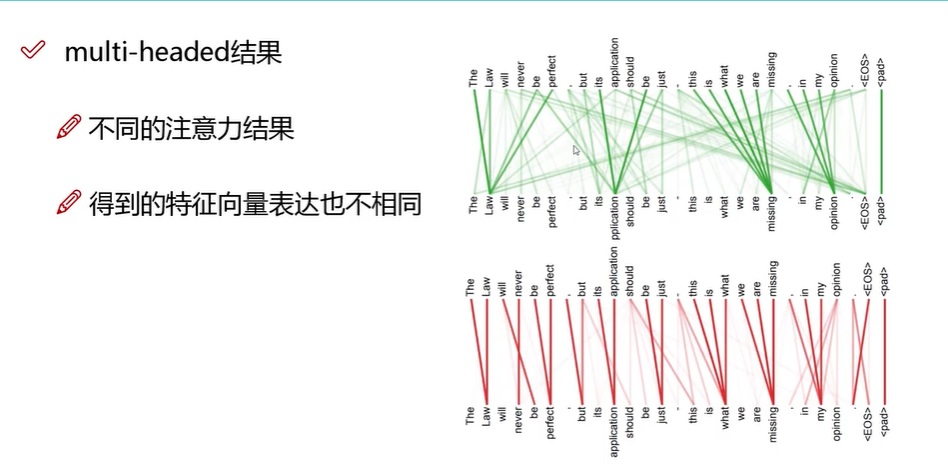 multi-headed结果
不同的注意力结果
得到的特征向量表达也不相同
The Law will never be perfect , but its application should be just - this is what we are missing , in my opinion . <EOS> <pad>
The Law will never be perfect , but its pplication should be just - this is what we are missing , in my opinion . <EOS> <pad>
The Law will never be perfect , but its application should be just - this is what we are missing , in my opinion . <EOS> <pad>
The Law will never be perfect , but its application should be just - this is what we are missing , in my opinion . <EOS> <pad>